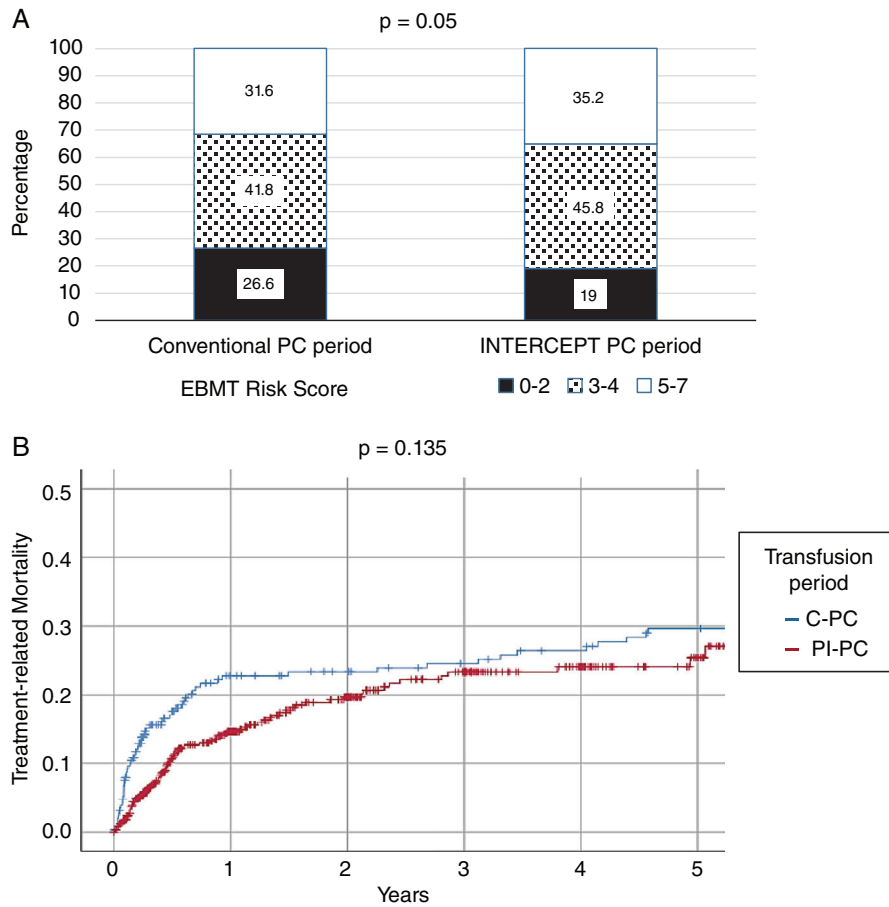 A
p = 0.05
100
90
80
70
60
50
40
30
20
10
0
Percentage
31.6
41.8
26.6
35.2
45.8
19
Conventional PC period
INTERCEPT PC period
EBMT Risk Score
0-2
3-4
5-7
B
p = 0.135
0.5
0.4
0.3
0.2
0.1
0.0
Treatment-related Mortality
0
1
2
3
4
5
Years
Transfusion
period
C-PC
PI-PC